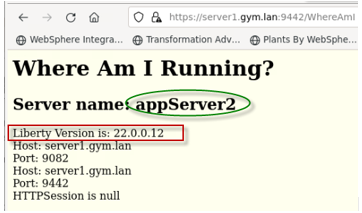 https://server1.gym.lan:9442/WhereAmI
WebSphere Integra... Transformation Adv... Plants By WebSphe...
Where Am I Running?
Server name: appServer2
Liberty Version is: 22.0.0.12
Host: server1.gym.lan
Port: 9082
Host: server1.gym.lan
Port: 9442
HTTPSession is null